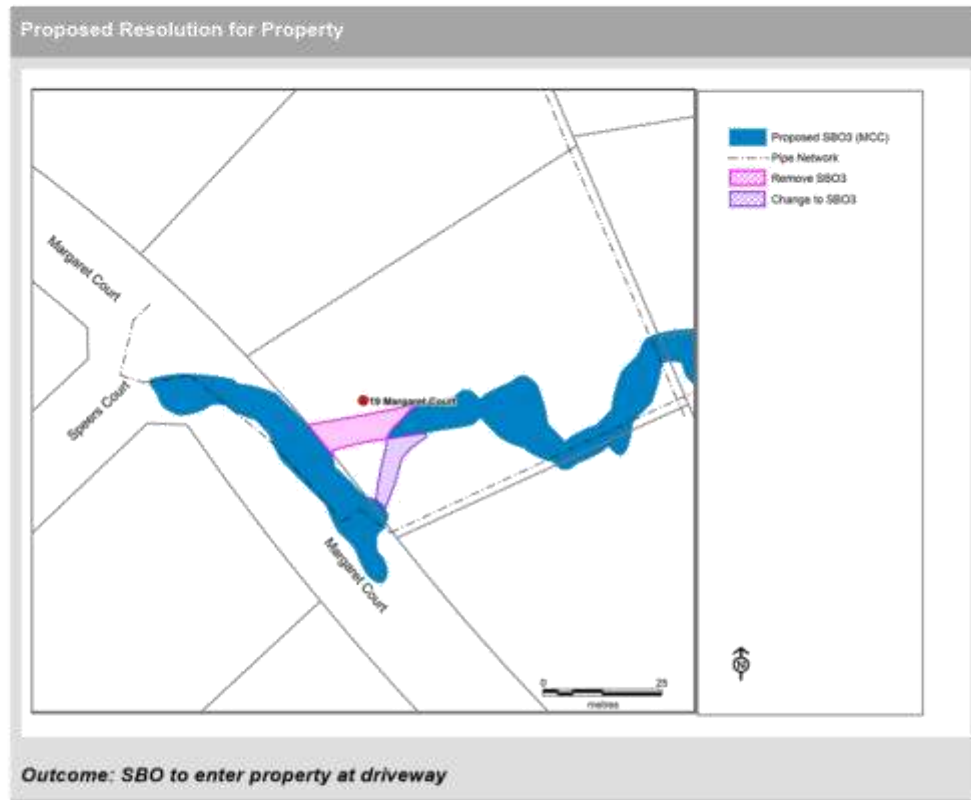 Proposed Resolution for Property
Proposed SBO3 (MCC)
Pipe Network
Remove SBO3
Change to SBO3
Margaret Court
Speers Court
19 Margaret Court
Margaret Court
N
0 25
metres
Outcome: SBO to enter property at driveway